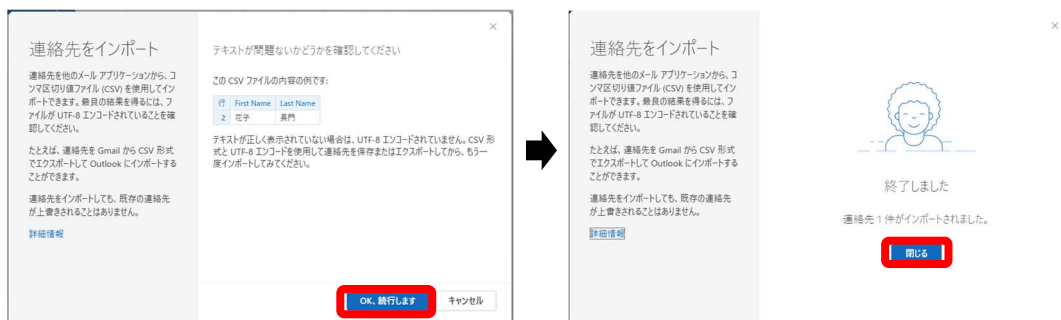 連絡先をインポート
連絡先を他のメール アプリケーションから、コ
ンマ区切り値ファイル (CSV) を使用してイン
ポートできます。最良の結果を得るには、フ
ァイルが UTF-8 エンコードされていることを確
認してください。
たとえば、連絡先を Gmail から CSV 形式
でエクスポートして Outlook にインポートする
ことができます。
連絡先をインポートしても、既存の連絡先
が上書きされることはありません。
詳細情報
テキストが問題ないかどうかを確認してください
この CSV ファイルの内容の例です:
行 First Name Last Name
2 花子 長門
テキストが正しく表示されていない場合は、UTF-8 エンコードされていません。CSV 形
式と UTF-8 エンコードを使用して連絡先を保存またはエクスポートしてから、もう一
度インポートしてみてください。
OK、続行します キャンセル
連絡先をインポート
連絡先を他のメール アプリケーションから、コ
ンマ区切り値ファイル (CSV) を使用してイン
ポートできます。最良の結果を得るには、フ
ァイルが UTF-8 エンコードされていることを確
認してください。
たとえば、連絡先を Gmail から CSV 形式
でエクスポートして Outlook にインポートする
ことができます。
連絡先をインポートしても、既存の連絡先
が上書きされることはありません。
詳細情報
終了しました
連絡先 1 件がインポートされました。
閉じる